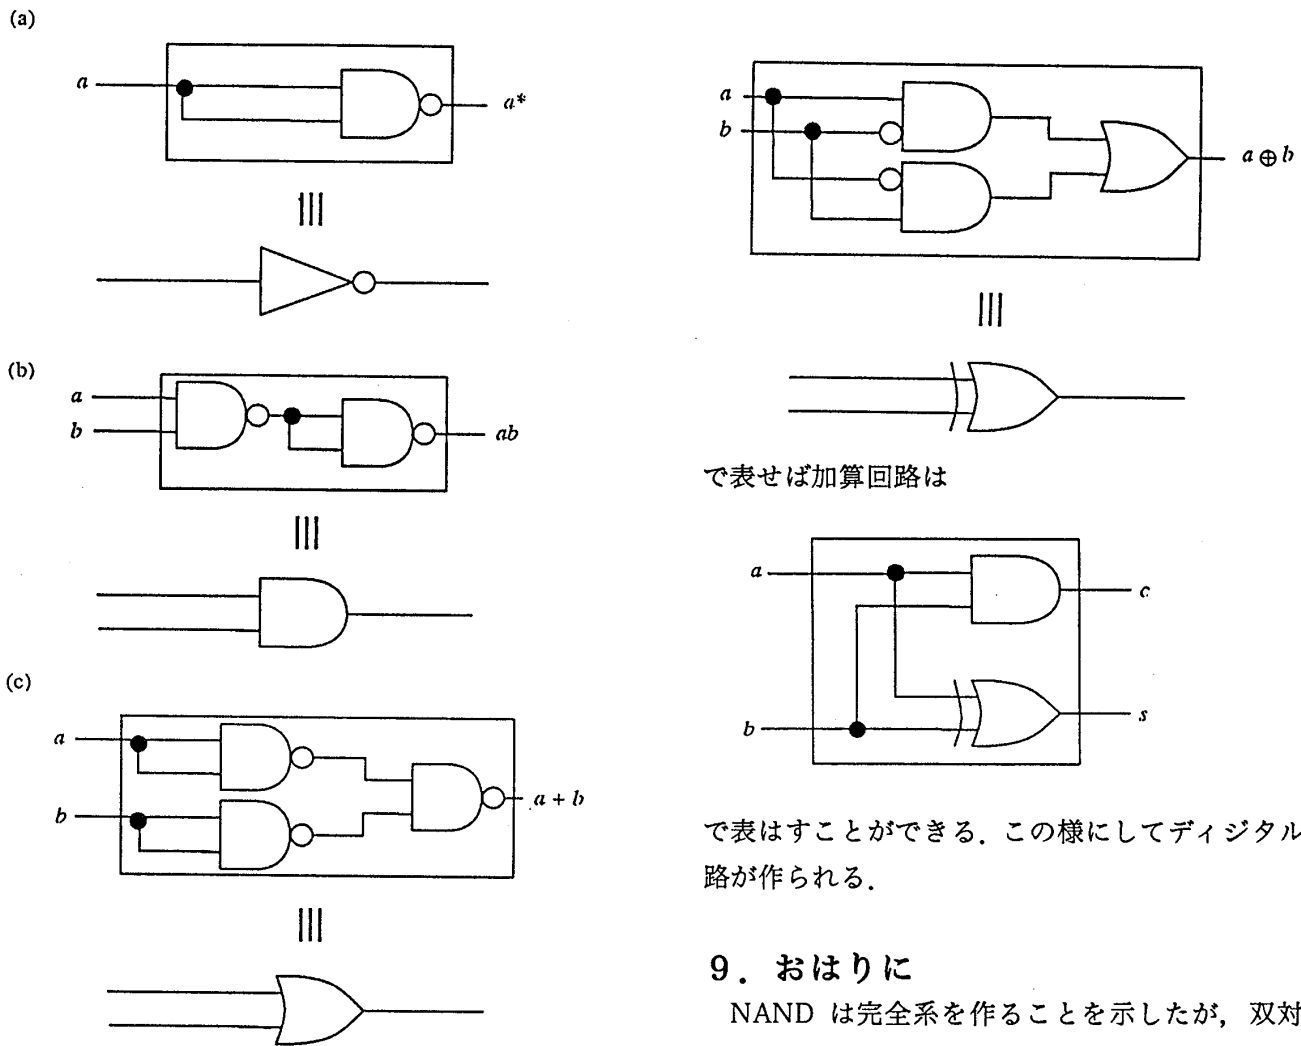 (a)
a
a*
(b)
a
b
ab
(c)
a
b
a + b
a
b
a ⊕ b
で表せば加算回路は
a
c
b
s
で表はすことができる．この様にしてディジタル
路が作られる．
９．おはりに
NAND は完全系を作ることを示したが，双対